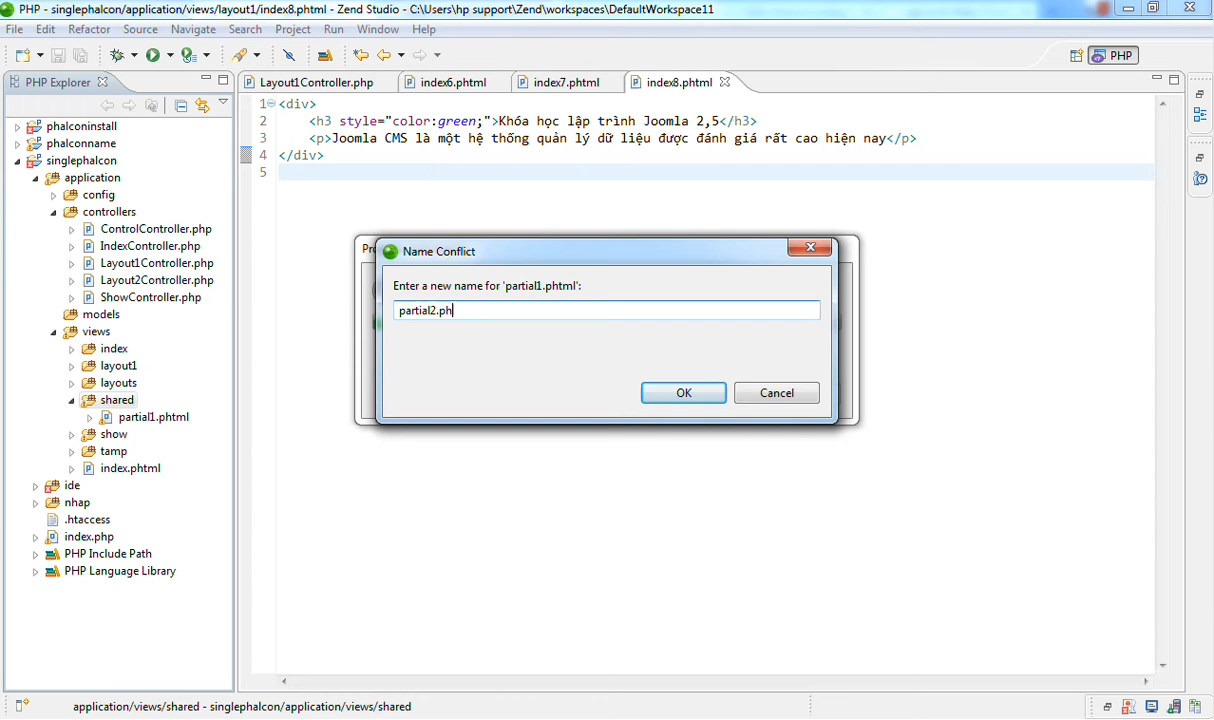 PHP - singlephalcon/application/views/layout1/index8.phtml - Zend Studio - C:\Users\hp support\Zend\workspaces\DefaultWorkspace11
File Edit Refactor Source Navigate Search Project Run Window Help
PHP
PHP Explorer
Layout1Controller.php index6.phtml index7.phtml index8.phtml
phalconinstall
phalconname
singlephalcon
application
config
controllers
ControlController.php
IndexController.php
Layout1Controller.php
Layout2Controller.php
ShowController.php
models
views
index
layout1
layouts
shared
partial1.phtml
show
tamp
index.phtml
ide
nhap
.htaccess
index.php
PHP Include Path
PHP Language Library
1 <div>
2 <h3 style="color:green;">Khóa học lập trình Joomla 2,5</h3>
3 <p>Joomla CMS là một hệ thống quản lý dữ liệu được đánh giá rất cao hiện nay</p>
4 </div>
5
Name Conflict
Enter a new name for 'partial1.phtml':
partial2.ph
OK Cancel
application/views/shared - singlephalcon/application/views/shared